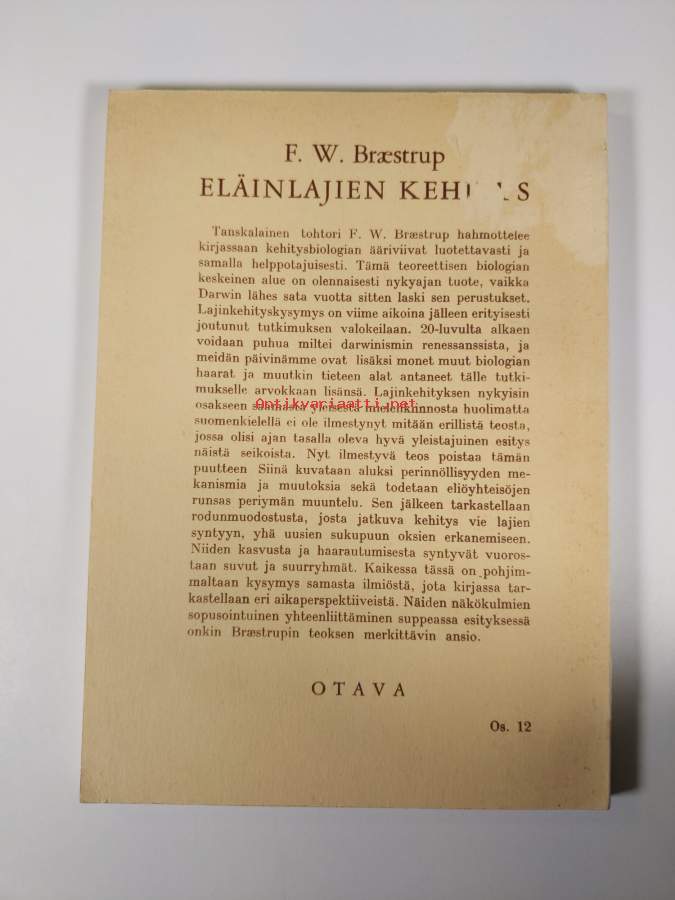 F. W. Bræstrup
ELÄINLAJIEN
Tanskalainen tohtori F. W. Bræstrup hahmottelee
kirjassaan kehitysbiologian ääriviivat luotettavasti ja
samalla helppotajuisesti. Tämä teoreettisen biologian
keskeinen alue on olennaisesti nykyajan tuote, vaikka
Darwin lähes sata vuotta sitten laski sen perustukset.
Lajinkehityskysymys on viime aikoina jälleen erityisesti
joutunut tutkimuksen valokeilaan. 20-luvulta alkaen
voidaan puhua miltei darwinismin renessanssista, ja
meidän päivinämme ovat lisäksi monet muut biologian
haarat ja muutkin tieteen alat antaneet tälle tutki-
mukselle arvokkaan lisänsä. Lajinkehityksen nykyisin
Antikvariaatti.net
osakseen saamasta yleisestä mielenkiinnosta huolimatta
suomenkielellä ei ole ilmestynyt mitään erillistä teosta,
jossa olisi ajan tasalla oleva hyvä yleistajuinen esitys
näistä seikoista. Nyt ilmestyvä teos poistaa tämän
puutteen Siinä kuvataan aluksi perinnöllisyyden me-
kanismia ja muutoksia sekä todetaan eliöyhteisöjen
runsas periymän muuntelu. Sen jälkeen tarkastellaan
rodunmuodostusta, josta jatkuva kehitys vie lajien
syntyyn, yhä uusien sukupuun oksien erkanemiseen.
Niiden kasvusta ja haarautumisesta syntyvät vuoros-
taan suvut ja suurryhmät. Kaikessa tässä on pohjim-
maltaan kysymys samasta ilmiöstä, jota kirjassa tar-
kastellaan eri aikaperspektiiveistä. Näiden näkökulmien
sopusointuinen yhteenliittäminen suppeassa esityksessä
onkin Bræstrupin teoksen merkittävin ansio.
OTAVA
Os. 12